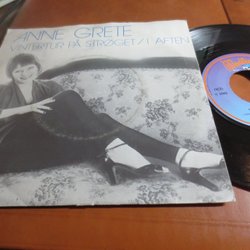 ANNE GRETE
VINTERTUR PÅ STRØGET / I AFTEN